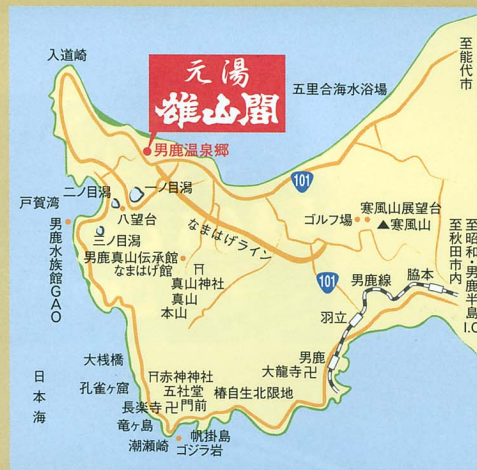 入道崎
元湯
雄山閣
男鹿温泉郷
五里合海水浴場
至能代市
101
戸賀湾
二ノ目潟
一ノ目潟
八望台
三ノ目潟
男鹿水族館GAO
男鹿真山伝承館
なまはげ館
なまはげライン
真山神社
真山
本山
ゴルフ場
寒風山展望台
▲寒風山
至秋田市内
至昭和・男鹿半島I.C
101
男鹿線
脇本
羽立
男鹿
大龍寺卍
日本海
大桟橋
孔雀ヶ窟
赤神神社
五社堂
長楽寺卍
門前
椿自生北限地
竜ヶ島
潮瀬崎
帆掛島
ゴジラ岩